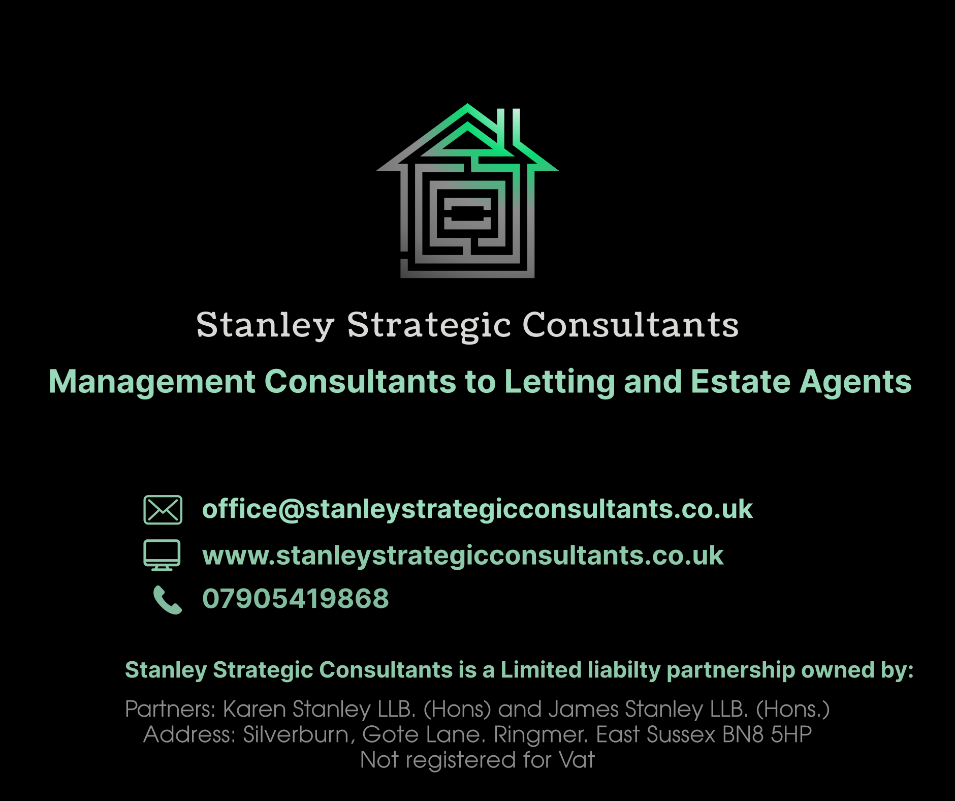 Stanley Strategic Consultants
Management Consultants to Letting and Estate Agents
office@stanleystrategicconsultants.co.uk
www.stanleystrategicconsultants.co.uk
07905419868
Stanley Strategic Consultants is a Limited liabilty partnership owned by:
Partners: Karen Stanley LLB. (Hons) and James Stanley LLB. (Hons.)
Address: Silverburn, Gote Lane. Ringmer. East Sussex BN8 5HP
Not registered for Vat